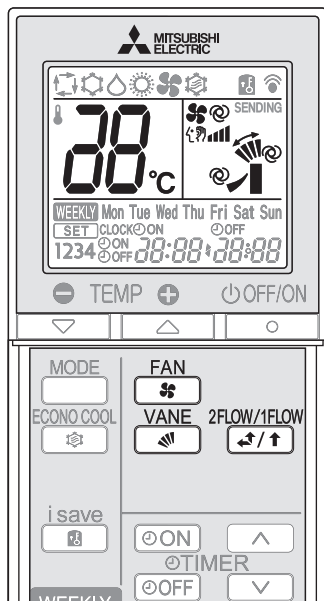 MITSUBISHI
ELECTRIC
SENDING
88°C
WEEKLY Mon Tue Wed Thu Fri Sat Sun
SET CLOCK ON OFF
1234 ON OFF 88:88 88:88
TEMP OFF/ON
MODE FAN
ECONO COOL VANE 2FLOW/1FLOW
i save
ON
TIMER
OFF
WEEKLY